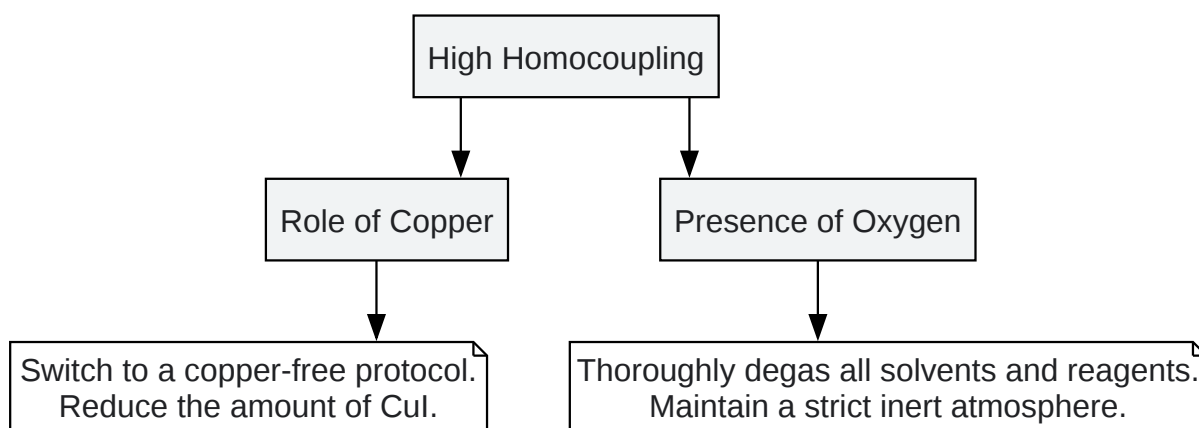 High Homocoupling
Role of Copper
Presence of Oxygen
Switch to a copper-free protocol.
Reduce the amount of CuI.
Thoroughly degas all solvents and reagents.
Maintain a strict inert atmosphere.